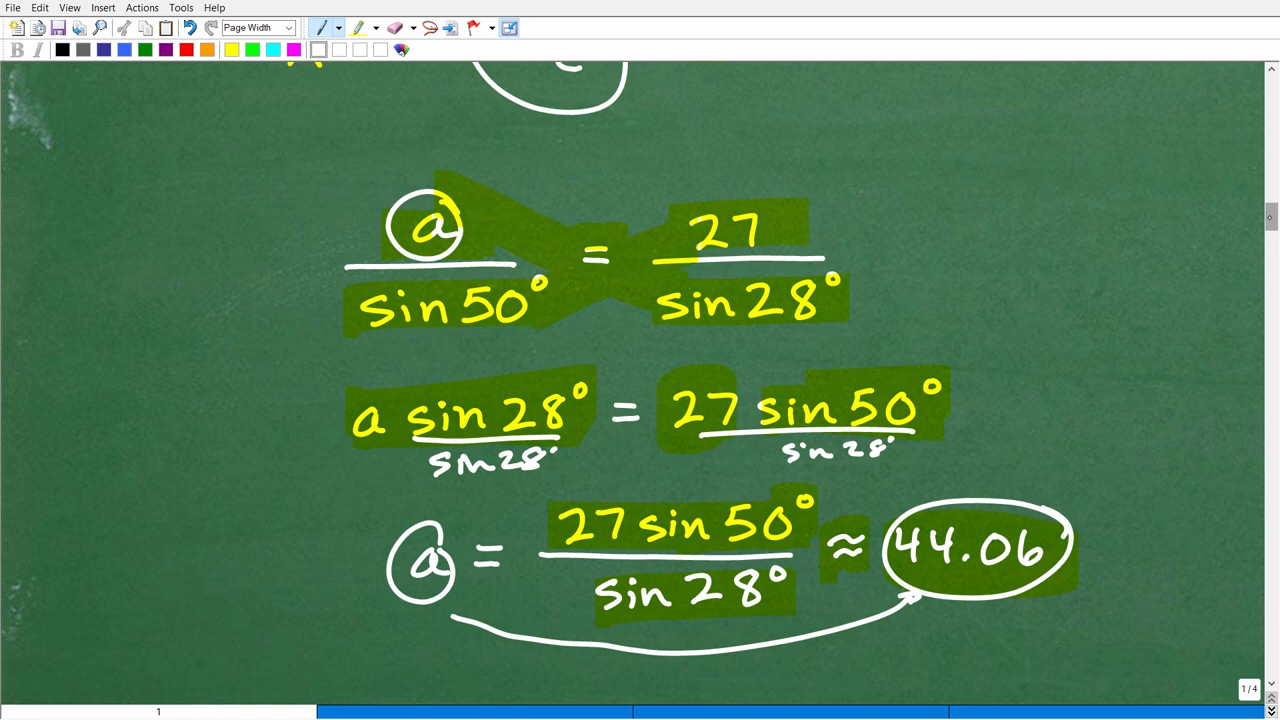 File Edit View Insert Actions Tools Help
Page Width
B I
a = 27
sin 50° sin 28°
a sin 28° = 27 sin 50°
sin 28° sin 28°
27 sin 50°
a = ≈ 44.06
sin 28°
1 / 4
1